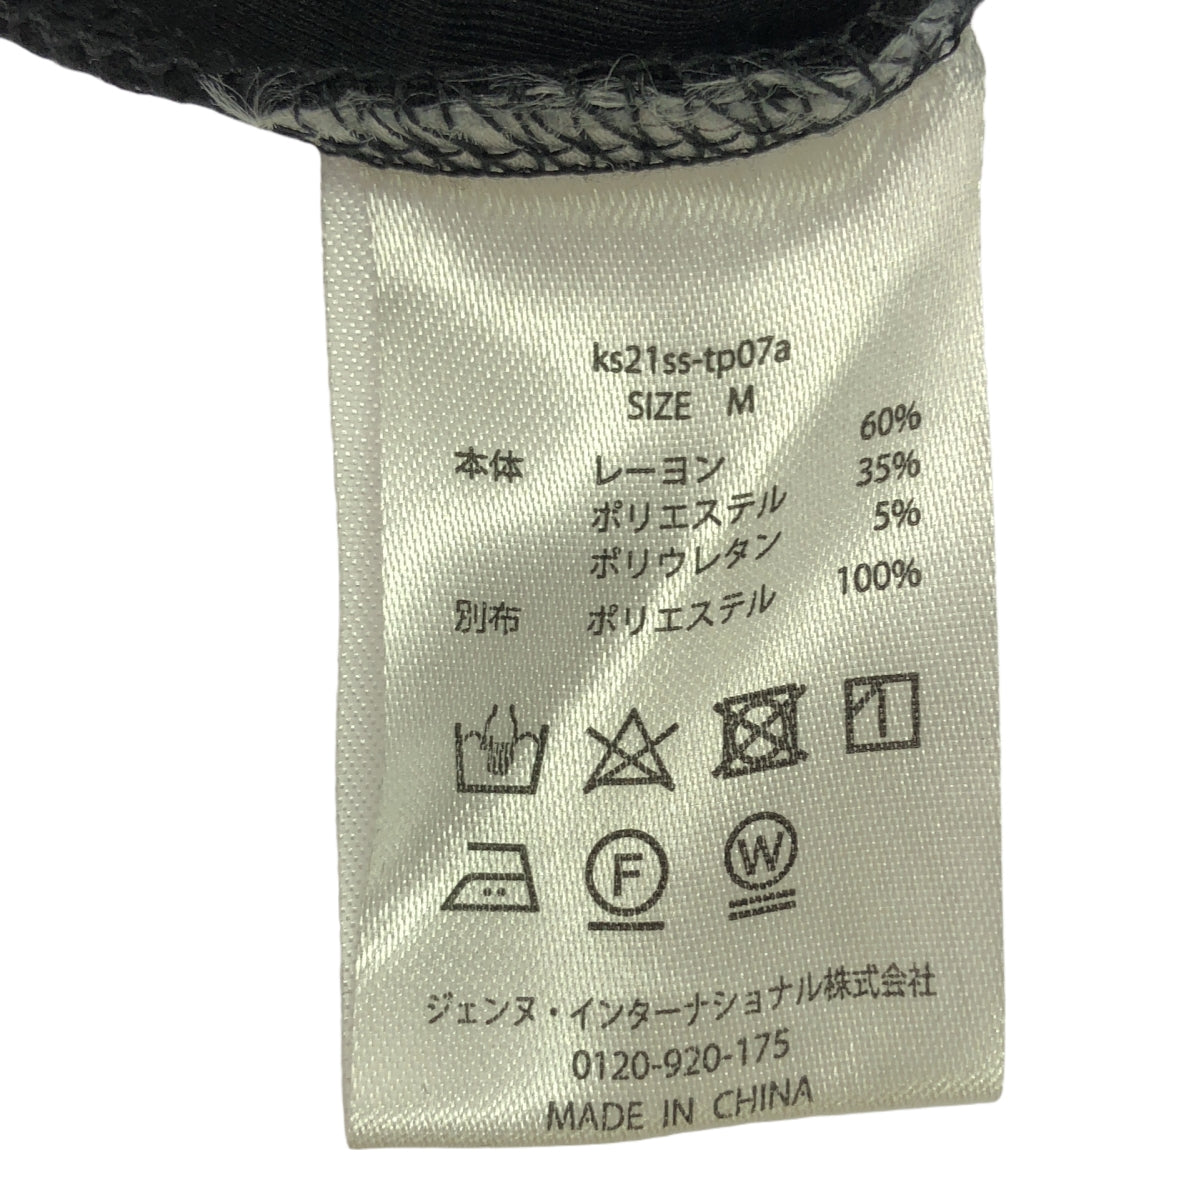 ks21ss-tp07a
SIZE M
本体 レーヨン 60%
ポリエステル 35%
ポリウレタン 5%
別布 ポリエステル 100%
F W
ジェンヌ・インターナショナル株式会社
0120-920-175
MADE IN CHINA